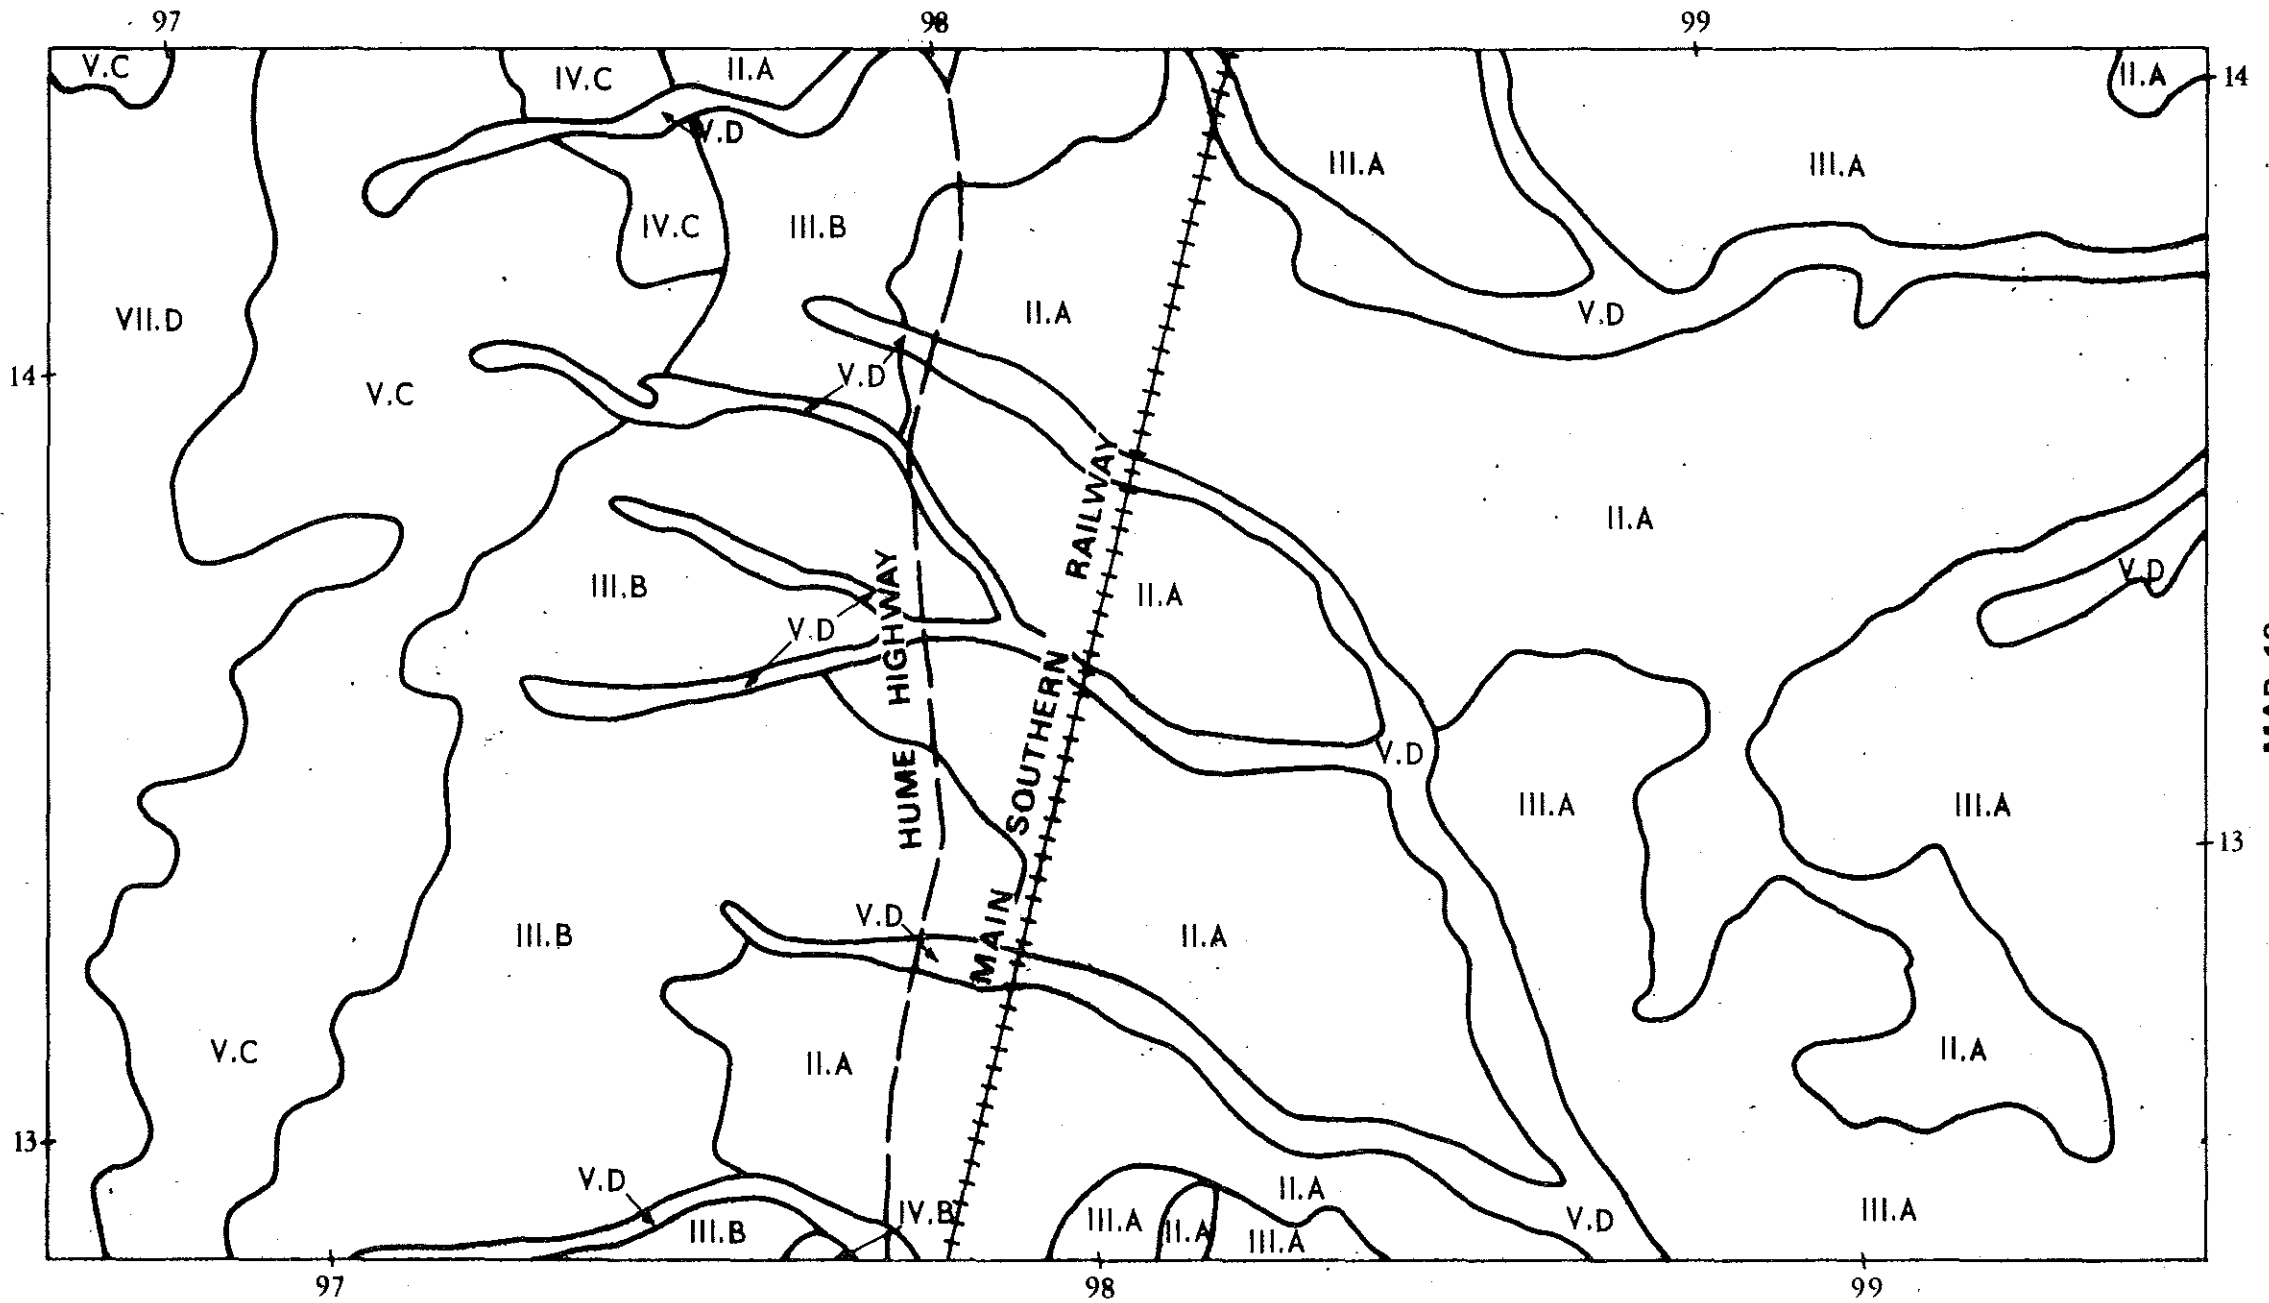 97 98 99
V.C IV.C II.A II.A 14
V.D
III.A III.A
IV.C III.B
VII.D II.A V.D
14 V.C V.D
II.A
RAILWAY
V.D
III.B II.A
HIGHWAY
V.D
SOUTHERN
V.D
HUME III.A III.A
13
V.D
III.B MAIN II.A
V.C II.A II.A
13
V.D II.A
IV.B III.A V.D III.A
III.B II.A III.A
97 98 99